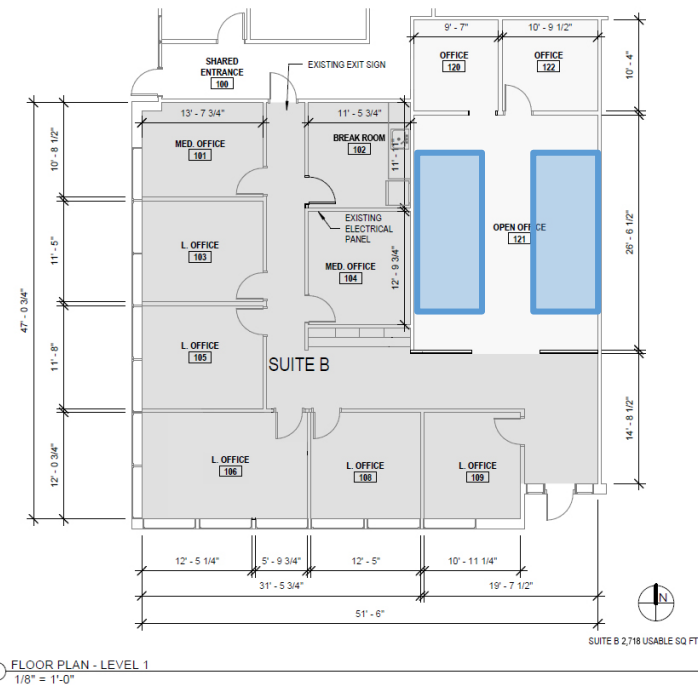 9' - 7"
10' - 9 1/2"
OFFICE
120
OFFICE
122
10' - 4"
SHARED
ENTRANCE
100
EXISTING EXIT SIGN
13' - 7 3/4"
11' - 5 3/4"
10' - 8 1/2"
MED. OFFICE
101
BREAK ROOM
102
11' - 11"
EXISTING
ELECTRICAL
PANEL
11' - 5"
L. OFFICE
103
MED. OFFICE
104
12' - 9 3/4"
OPEN OFFICE
121
26' - 6 1/2"
47' - 0 3/4"
11' - 8"
L. OFFICE
105
SUITE B
14' - 8 1/2"
12' - 0 3/4"
L. OFFICE
106
L. OFFICE
108
L. OFFICE
109
12' - 5 1/4"
5' - 9 3/4"
12' - 5"
10' - 11 1/4"
31' - 5 3/4"
19' - 7 1/2"
51' - 6"
N
SUITE B 2,718 USABLE SQ FT
FLOOR PLAN - LEVEL 1
1/8" = 1'-0"